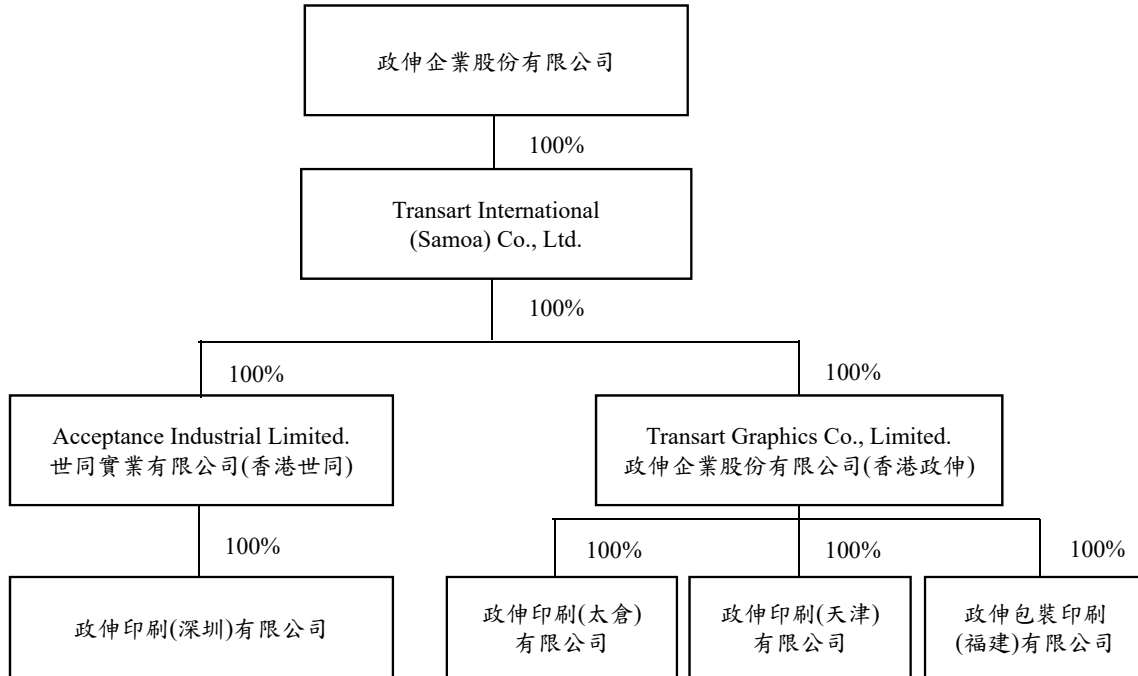 政伸企業股份有限公司
100%
Transart International
(Samoa) Co., Ltd.
100%
100%
100%
Acceptance Industrial Limited.
世同實業有限公司(香港世同)
Transart Graphics Co., Limited.
政伸企業股份有限公司(香港政伸)
100%
100%
100%
100%
政伸印刷(深圳)有限公司
政伸印刷(太倉)
有限公司
政伸印刷(天津)
有限公司
政伸包裝印刷
(福建)有限公司